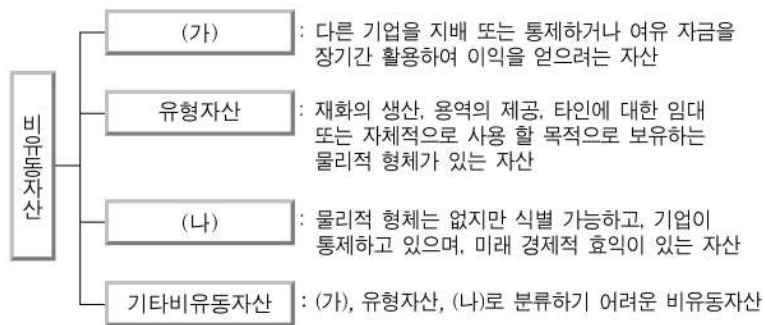 비유동자산
(가) : 다른 기업을 지배 또는 통제하거나 여유 자금을
장기간 활용하여 이익을 얻으려는 자산
유형자산 : 재화의 생산, 용역의 제공, 타인에 대한 임대
또는 자체적으로 사용 할 목적으로 보유하는
물리적 형체가 있는 자산
(나) : 물리적 형체는 없지만 식별 가능하고, 기업이
통제하고 있으며, 미래 경제적 효익이 있는 자산
기타비유동자산 : (가), 유형자산, (나)로 분류하기 어려운 비유동자산